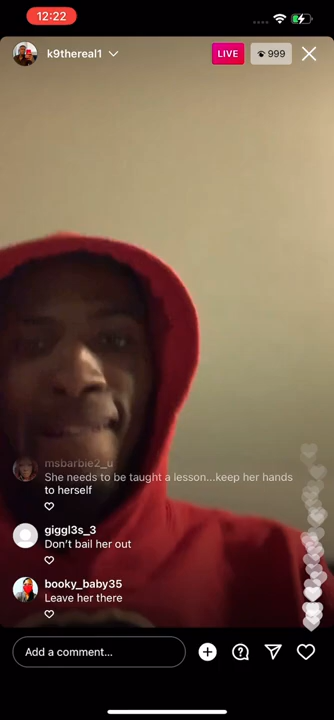 12:22
k9thereal1
LIVE
999
msbarbie2_u
She needs to be taught a lesson...keep her hands
to herself
giggl3s_3
Don't bail her out
booky_baby35
Leave her there
Add a comment...